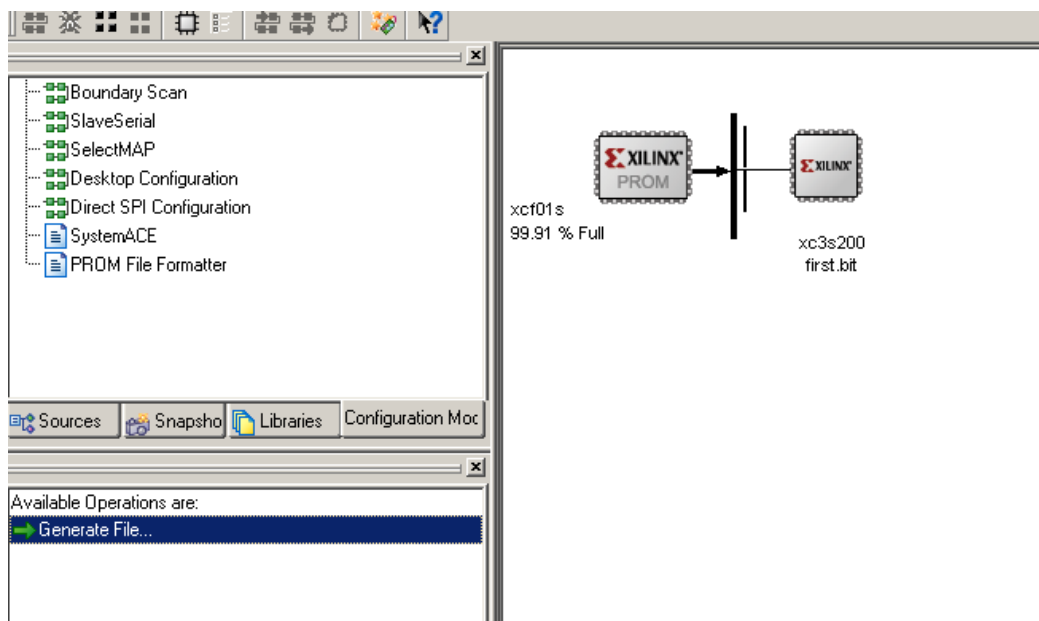 Boundary Scan
SlaveSerial
SelectMAP
Desktop Configuration
Direct SPI Configuration
SystemACE
PROM File Formatter
Sources
Snapsho
Libraries
Configuration Moc
Available Operations are:
Generate File...
XILINX
PROM
xcf01s
99.91 % Full
XILINX
xc3s200
first.bit